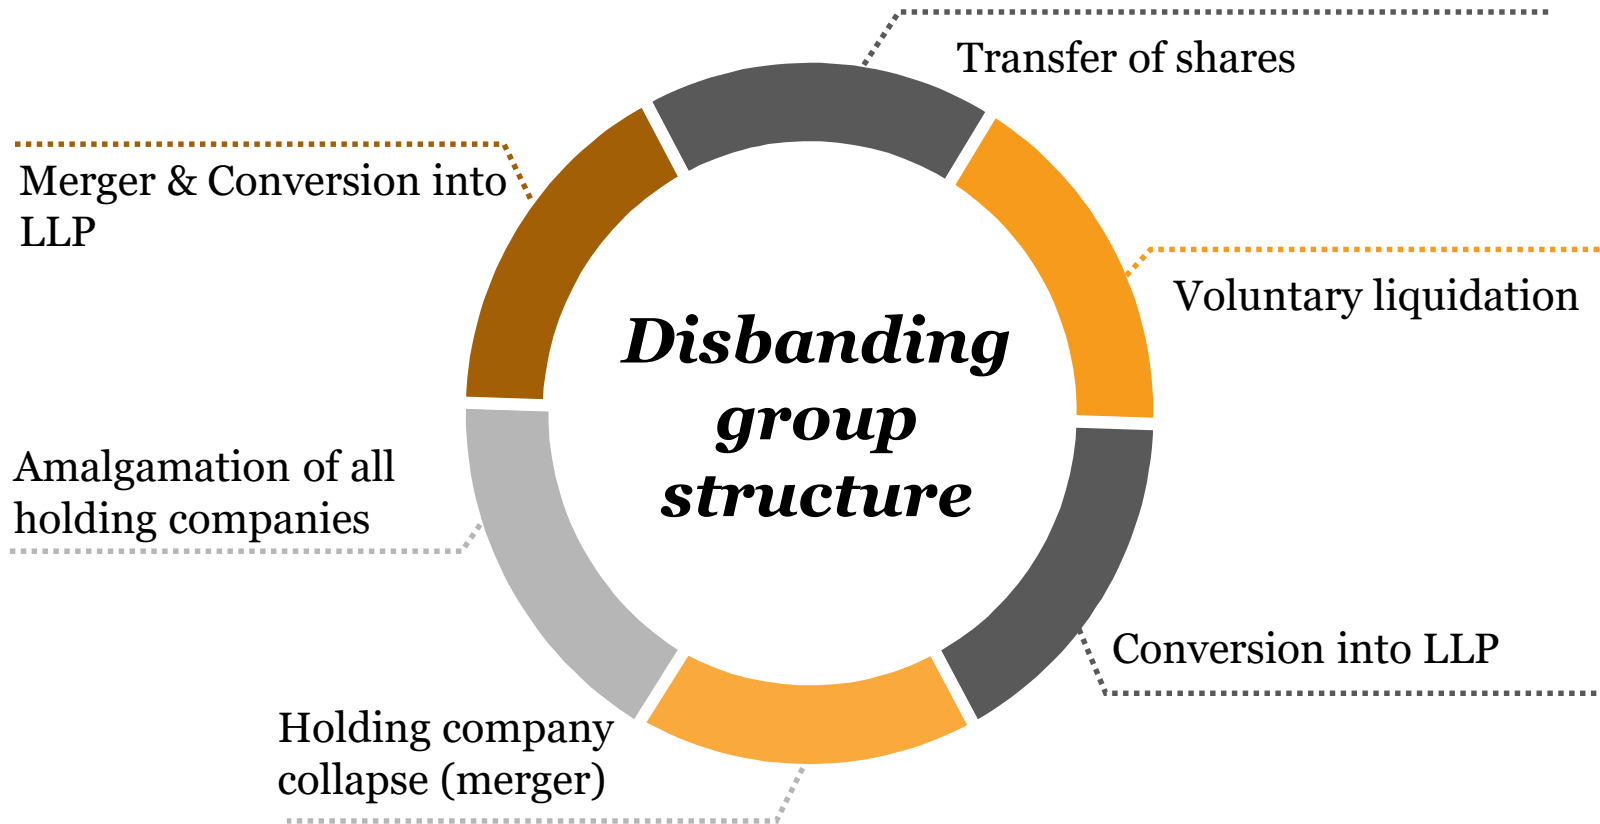 Transfer of shares
Merger & Conversion into
LLP
Voluntary liquidation
Disbanding
group
structure
Amalgamation of all
holding companies
Conversion into LLP
Holding company
collapse (merger)